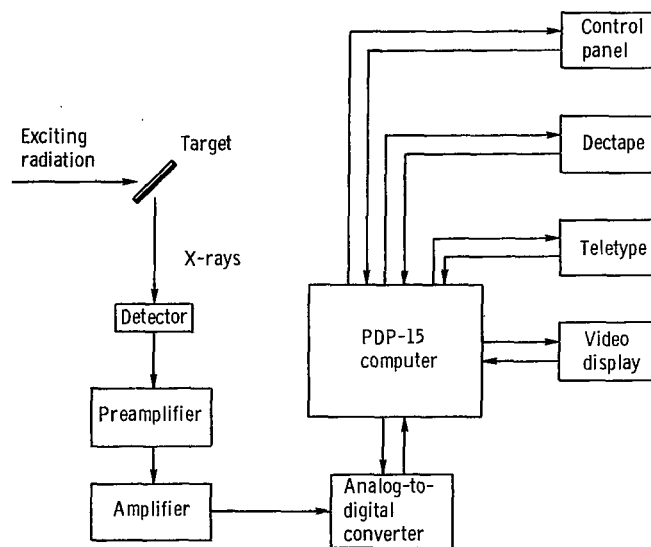 Control
panel
Exciting
radiation
Target
Dectape
X-rays
Teletype
Detector
PDP-15
computer
Video
display
Preamplifier
Amplifier
Analog-to-
digital
converter